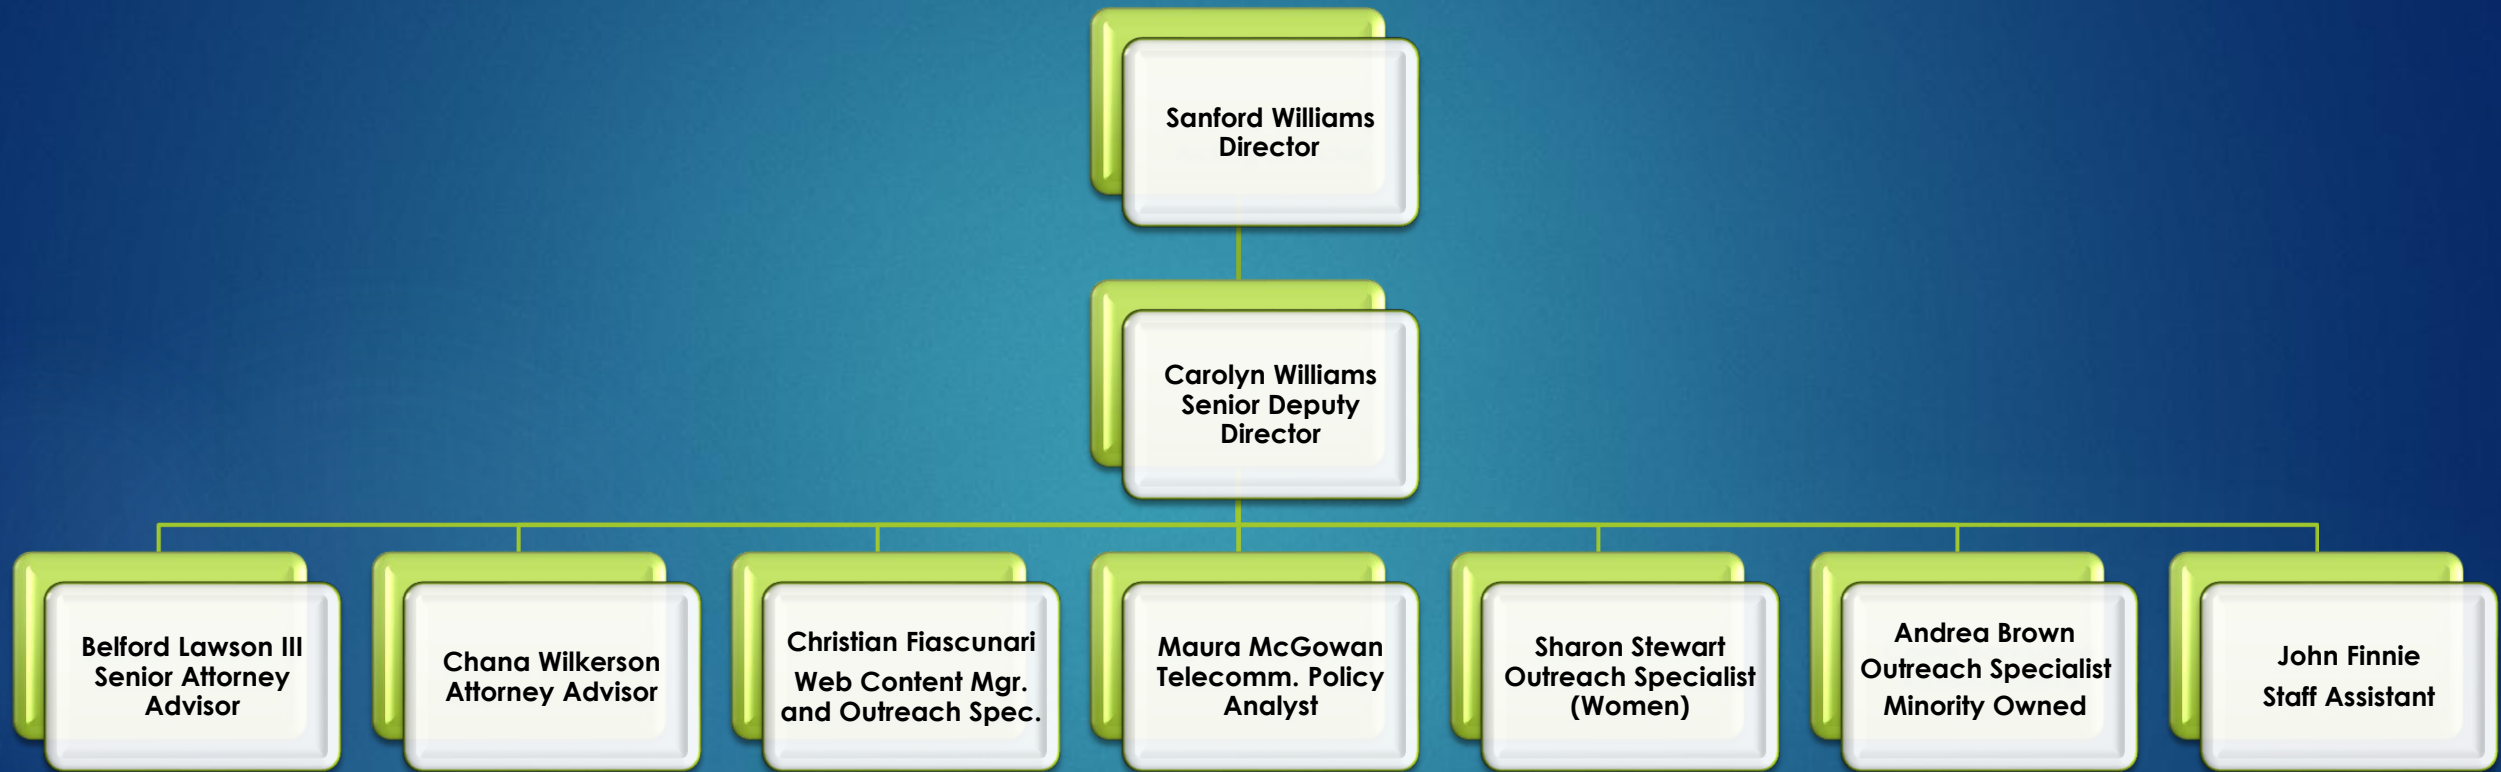 Sanford Williams
Director
Carolyn Williams
Senior Deputy
Director
Belford Lawson III
Senior Attorney
Advisor
Chana Wilkerson
Attorney Advisor
Christian Fiascunari
Web Content Mgr.
and Outreach Spec.
Maura McGowan
Telecomm. Policy
Analyst
Sharon Stewart
Outreach Specialist
(Women)
Andrea Brown
Outreach Specialist
Minority Owned
John Finnie
Staff Assistant